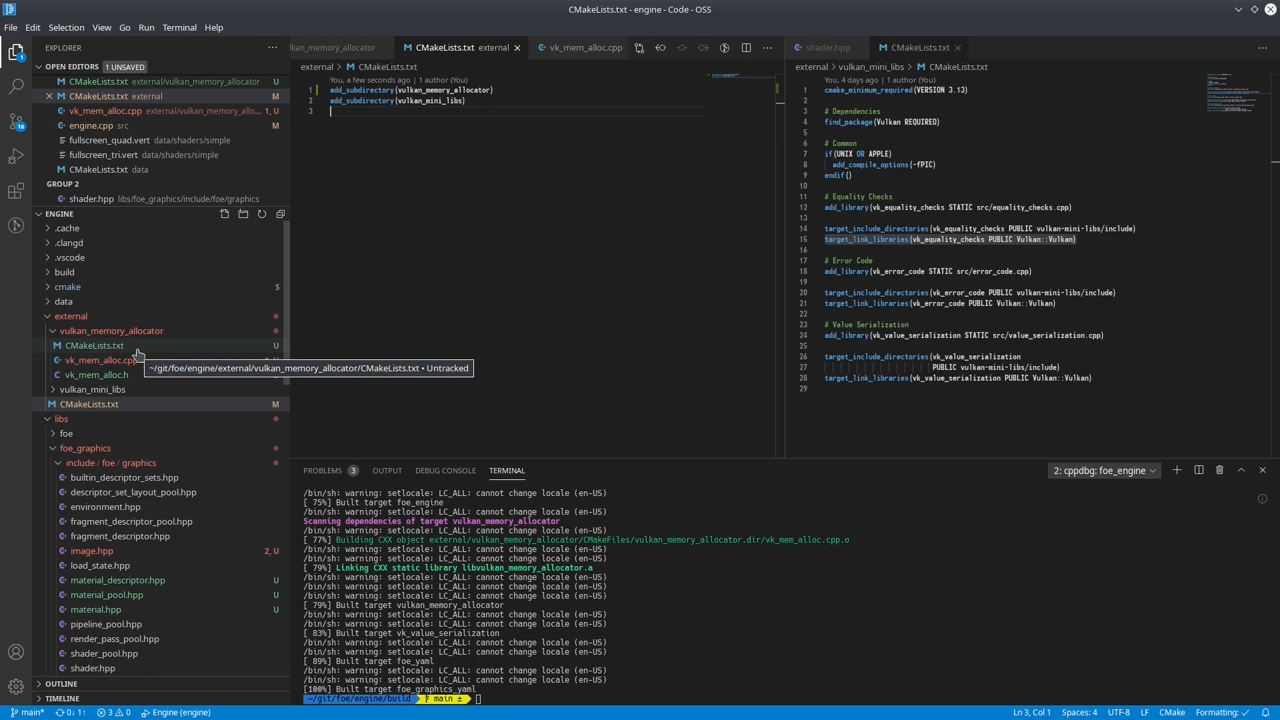 CMakeLists.txt - engine - Code - OSS
File Edit Selection View Go Run Terminal Help
EXPLORER
OPEN EDITORS 1 UNSAVED
CMakeLists.txt external/vulkan_memory_allocator U
CMakeLists.txt external M
vk_mem_alloc.cpp external/vulkan_memory_allo... 1, U
engine.cpp src
fullscreen_quad.vert data/shaders/simple
fullscreen_tri.vert data/shaders/simple
CMakeLists.txt data
GROUP 2
shader.hpp libs/foe_graphics/include/foe/graphics
ENGINE
.cache
.clangd
.vscode
build
cmake S
data
external
vulkan_memory_allocator
CMakeLists.txt U
vk_mem_alloc.cpp 1, U
vk_mem_alloc.h U
vulkan_mini_libs
CMakeLists.txt M
libs
foe
foe_graphics
include / foe / graphics
builtin_descriptor_sets.hpp
descriptor_set_layout_pool.hpp
environment.hpp
fragment_descriptor_pool.hpp
fragment_descriptor.hpp
image.hpp 2, U
load_state.hpp
material_descriptor.hpp U
material_pool.hpp U
material.hpp U
pipeline_pool.hpp
render_pass_pool.hpp
shader_pool.hpp
shader.hpp
OUTLINE
TIMELINE
~/git/foe/engine/external/vulkan_memory_allocator/CMakeLists.txt • Untracked
ulkan_memory_allocator CMakeLists.txt external vk_mem_alloc.cpp
external > CMakeLists.txt
You, a few seconds ago | 1 author (You)
1 add_subdirectory(vulkan_memory_allocator)
2 add_subdirectory(vulkan_mini_libs)
3
shader.hpp CMakeLists.txt
external > vulkan_mini_libs > CMakeLists.txt
You, 4 days ago | 1 author (You)
1 cmake_minimum_required(VERSION 3.13)
2
3 # Dependencies
4 find_package(Vulkan REQUIRED)
5
6 # Common
7 if(UNIX OR APPLE)
8 add_compile_options(-fPIC)
9 endif()
10
11 # Equality Checks
12 add_library(vk_equality_checks STATIC src/equality_checks.cpp)
13
14 target_include_directories(vk_equality_checks PUBLIC vulkan-mini-libs/include)
15 target_link_libraries(vk_equality_checks PUBLIC Vulkan::Vulkan)
16
17 # Error Code
18 add_library(vk_error_code STATIC src/error_code.cpp)
19
20 target_include_directories(vk_error_code PUBLIC vulkan-mini-libs/include)
21 target_link_libraries(vk_error_code PUBLIC Vulkan::Vulkan)
22
23 # Value Serialization
24 add_library(vk_value_serialization STATIC src/value_serialization.cpp)
25
26 target_include_directories(vk_value_serialization
27 PUBLIC vulkan-mini-libs/include)
28 target_link_libraries(vk_value_serialization PUBLIC Vulkan::Vulkan)
29
PROBLEMS 3 OUTPUT DEBUG CONSOLE TERMINAL 2: cppdbg: foe_engine
/bin/sh: warning: setlocale: LC_ALL: cannot change locale (en-US)
[ 75%] Built target foe_engine
/bin/sh: warning: setlocale: LC_ALL: cannot change locale (en-US)
Scanning dependencies of target vulkan_memory_allocator
/bin/sh: warning: setlocale: LC_ALL: cannot change locale (en-US)
[ 77%] Building CXX object external/vulkan_memory_allocator/CMakeFiles/vulkan_memory_allocator.dir/vk_mem_alloc.cpp.o
/bin/sh: warning: setlocale: LC_ALL: cannot change locale (en-US)
/bin/sh: warning: setlocale: LC_ALL: cannot change locale (en-US)
[ 79%] Linking CXX static library libvulkan_memory_allocator.a
/bin/sh: warning: setlocale: LC_ALL: cannot change locale (en-US)
/bin/sh: warning: setlocale: LC_ALL: cannot change locale (en-US)
/bin/sh: warning: setlocale: LC_ALL: cannot change locale (en-US)
[ 79%] Built target vulkan_memory_allocator
/bin/sh: warning: setlocale: LC_ALL: cannot change locale (en-US)
/bin/sh: warning: setlocale: LC_ALL: cannot change locale (en-US)
[ 83%] Built target vk_value_serialization
/bin/sh: warning: setlocale: LC_ALL: cannot change locale (en-US)
/bin/sh: warning: setlocale: LC_ALL: cannot change locale (en-US)
[ 89%] Built target foe_yaml
/bin/sh: warning: setlocale: LC_ALL: cannot change locale (en-US)
/bin/sh: warning: setlocale: LC_ALL: cannot change locale (en-US)
[100%] Built target foe_graphics_yaml
~/git/foe/engine/build main ±
main* 0↓ 1↑ 3 0 Engine (engine) Ln 3, Col 1 Spaces: 4 UTF-8 LF CMake Formatting: ✓